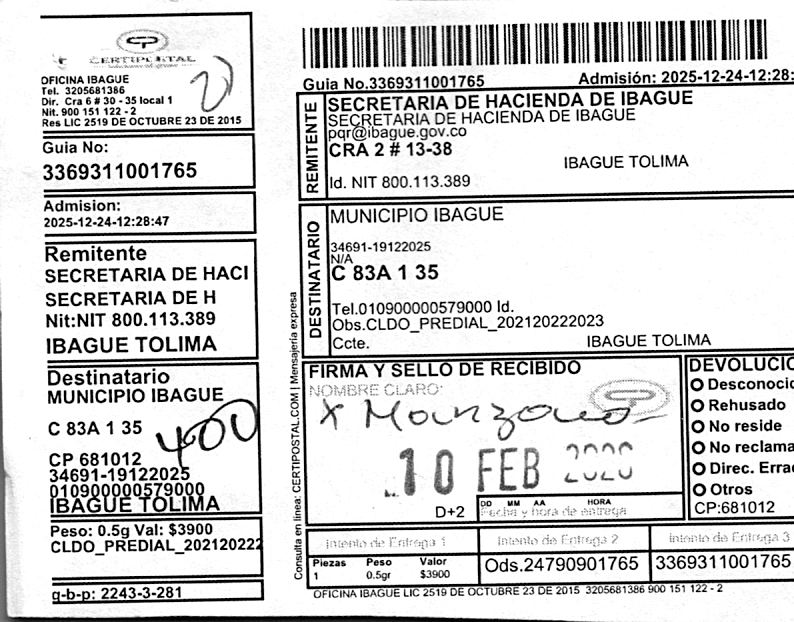 CERTIPOSTAL
OFICINA IBAGUE
Tel. 3205681386
Dir. Cra 6 # 30 - 35 local 1
Nit. 900 151 122 - 2
Res LIC 2519 DE OCTUBRE 23 DE 2015
Guia No:
3369311001765
Admision:
2025-12-24-12:28:47
Remitente
SECRETARIA DE HACI
SECRETARIA DE H
Nit:NIT 800.113.389
IBAGUE TOLIMA
Destinatario
MUNICIPIO IBAGUE
C 83A 1 35
400
CP 681012
34691-19122025
010900000579000
IBAGUE TOLIMA
Peso: 0.5g Val: $3900
CLDO_PREDIAL_202120222
q-b-p: 2243-3-281
Guia No.3369311001765 Admisión: 2025-12-24-12:28:
REMITENTE
SECRETARIA DE HACIENDA DE IBAGUE
SECRETARIA DE HACIENDA DE IBAGUE
pqr@ibague.gov.co
CRA 2 # 13-38
IBAGUE TOLIMA
Id. NIT 800.113.389
DESTINATARIO
MUNICIPIO IBAGUE
34691-19122025
N/A
C 83A 1 35
Tel.010900000579000 Id.
Obs.CLDO_PREDIAL_202120222023
Ccte. IBAGUE TOLIMA
Consulta en línea: CERTIPOSTAL.COM | Mensajería expresa
FIRMA Y SELLO DE RECIBIDO
NOMBRE CLARO:
X Manzano
10 FEB
D+2
DD MM AA HORA
Fecha y hora de entrega
DEVOLUCIO
Desconocid
Rehusado
No reside
No reclama
Direc. Erra
Otros
CP:681012
Intento de Entrega 1 Intento de Entrega 2 Intento de Entrega 3
Piezas Peso Valor
1 0.5gr $3900
Ods.24790901765 3369311001765
OFICINA IBAGUE LIC 2519 DE OCTUBRE 23 DE 2015 3205681386 900 151 122 - 2